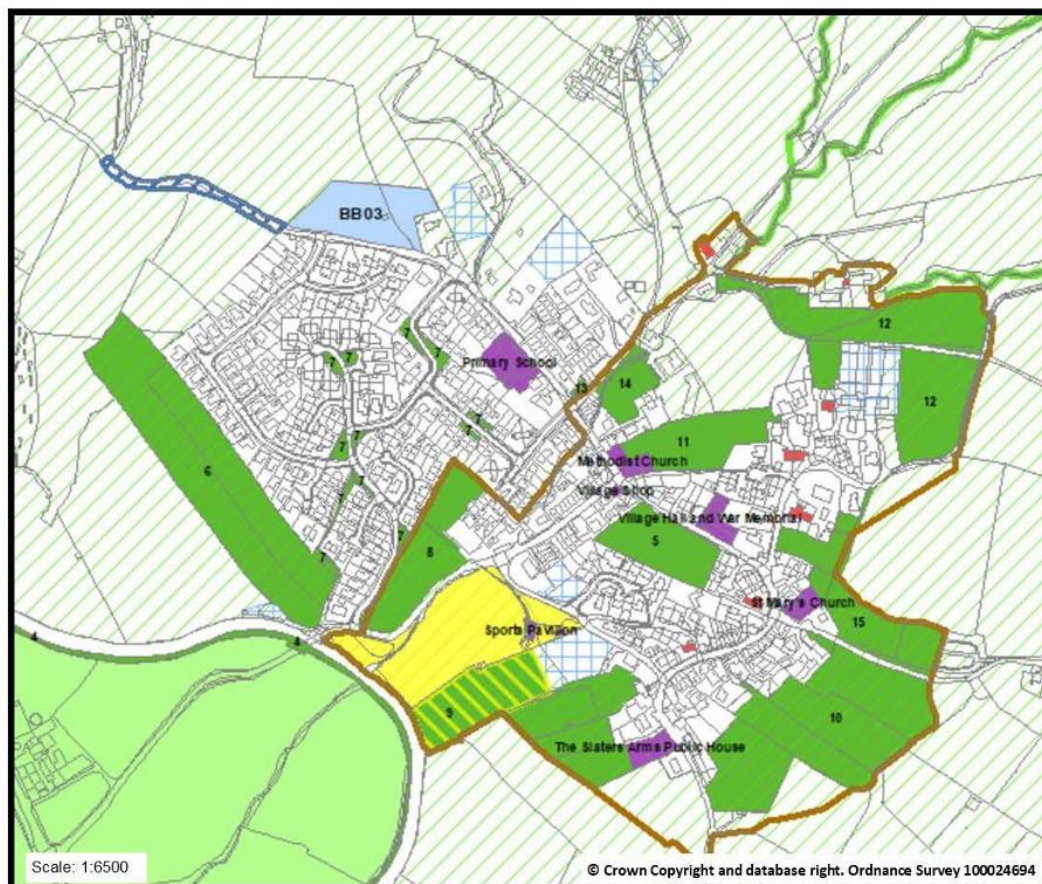 BB03
12
7
7
7
7
Primary School
13
14
12
7
7
11
6
7
7
Methodist Church
7
Village Shop
7
Village Hall and War Memorial
5
7
8
7
St Mary's Church
15
4
4
Sports Pavilion
9
10
The Slaters Arms Public House
Scale: 1:6500
© Crown Copyright and database right. Ordnance Survey 100024694